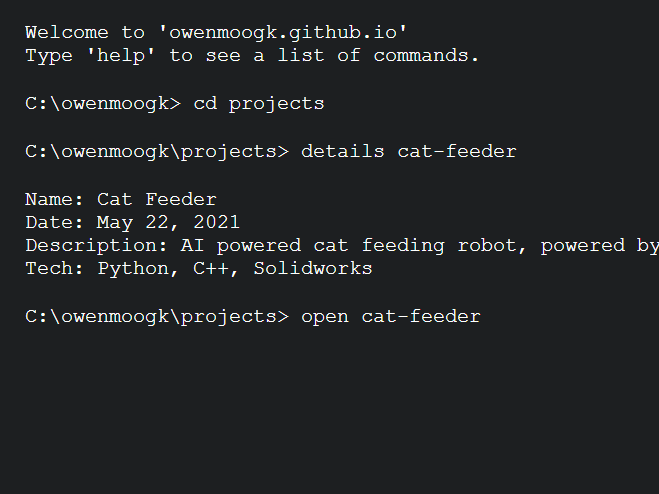 Welcome to 'owenmoogk.github.io'
Type 'help' to see a list of commands.
C:\owenmoogk> cd projects
C:\owenmoogk\projects> details cat-feeder
Name: Cat Feeder
Date: May 22, 2021
Description: AI powered cat feeding robot, powered by
Tech: Python, C++, Solidworks
C:\owenmoogk\projects> open cat-feeder